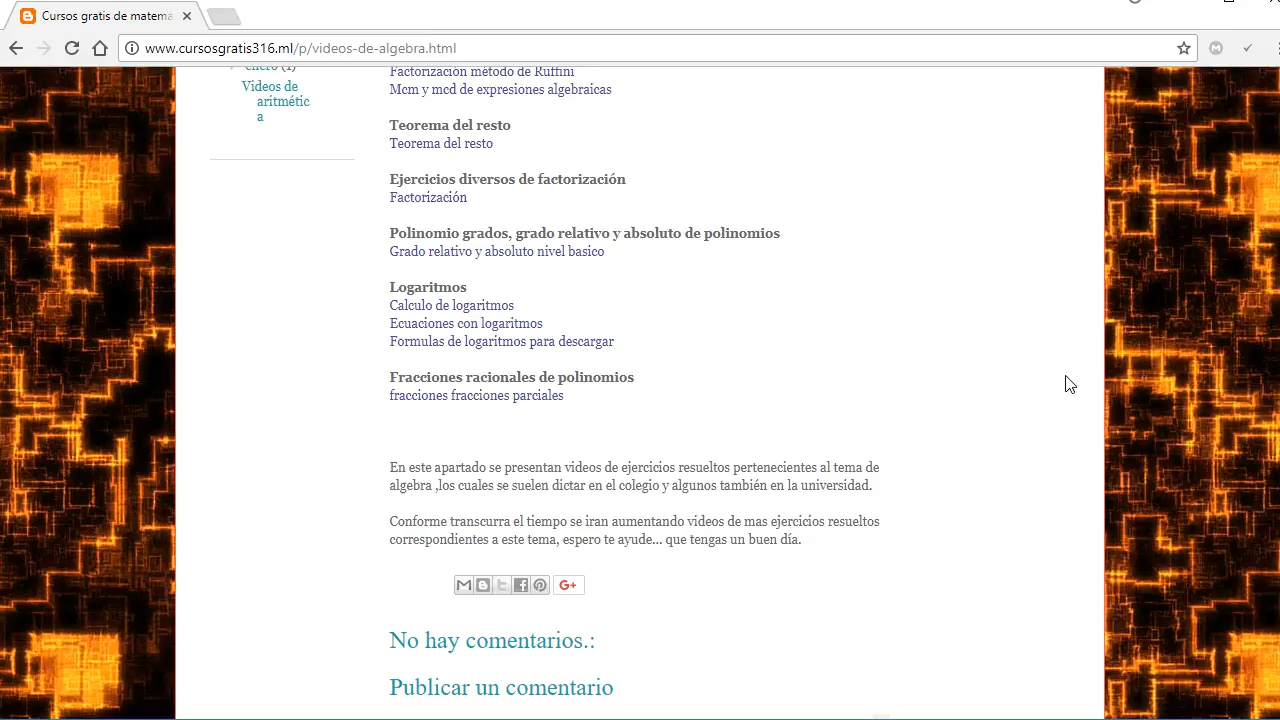 Cursos gratis de matema
www.cursosgratis316.ml/p/videos-de-algebra.html
enero (1)
Videos de
aritmétic
a
Factorización método de Ruffini
Mcm y mcd de expresiones algebraicas
Teorema del resto
Teorema del resto
Ejercicios diversos de factorización
Factorización
Polinomio grados, grado relativo y absoluto de polinomios
Grado relativo y absoluto nivel basico
Logaritmos
Calculo de logaritmos
Ecuaciones con logaritmos
Formulas de logaritmos para descargar
Fracciones racionales de polinomios
fracciones fracciones parciales
En este apartado se presentan videos de ejercicios resueltos pertenecientes al tema de
algebra ,los cuales se suelen dictar en el colegio y algunos también en la universidad.
Conforme transcurra el tiempo se iran aumentando videos de mas ejercicios resueltos
correspondientes a este tema, espero te ayude... que tengas un buen día.
G+
No hay comentarios.:
Publicar un comentario